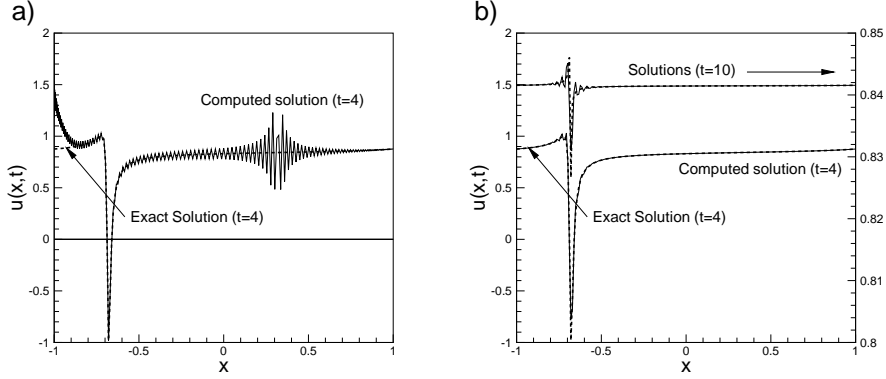 a)
2
1.5
Computed solution (t=4)
1
u(x,t)
0.5
Exact Solution (t=4)
0
-0.5
-1
-1 -0.5 0 0.5 1
x
b)
2 0.85
1.5
Solutions (t=10)
0.84
1
0.83
Computed solution (t=4)
u(x,t)
0.5
Exact Solution (t=4)
0.82
0
-0.5
0.81
-1 0.8
-1 -0.5 0 0.5 1
x